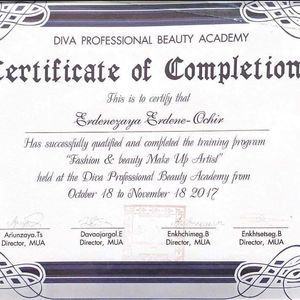 DIVA PROFESSIONAL BEAUTY ACADEMY
Certificate of Completion
This is to certify that
Erdenezaya Erdene-Ochir
Has successfully qualified and completed the training program
"Fashion & beauty Make Up Artist"
held at the Diva Professional Beauty Academy from
October 18 to November 18 2017
Ariunzaya.Ts Davaajargal.E Enkhchimeg.B Enkhtsetseg.B
Director, MUA Director, MUA Director, MUA Director, MUA